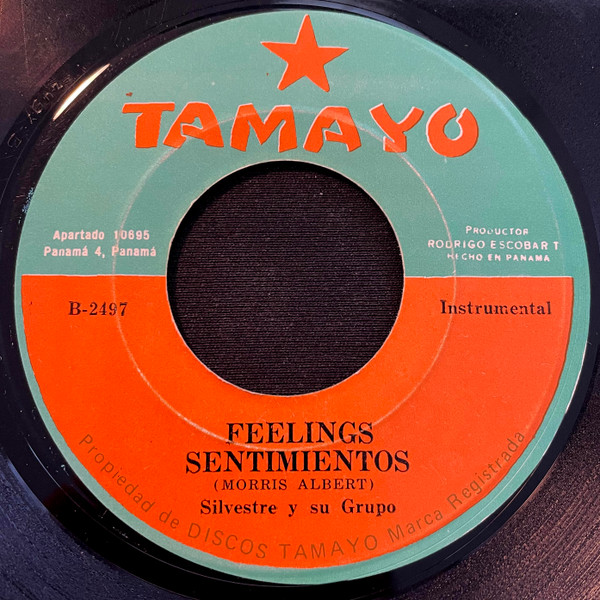 TAMAYO
Apartado 10695
Panamá 4, Panamá
PRODUCTOR
RODRIGO ESCOBAR T
HECHO EN PANAMA
B-2497
Instrumental
FEELINGS
SENTIMIENTOS
(MORRIS ALBERT)
Silvestre y su Grupo
Propiedad de DISCOS TAMAYO Marca Registrada